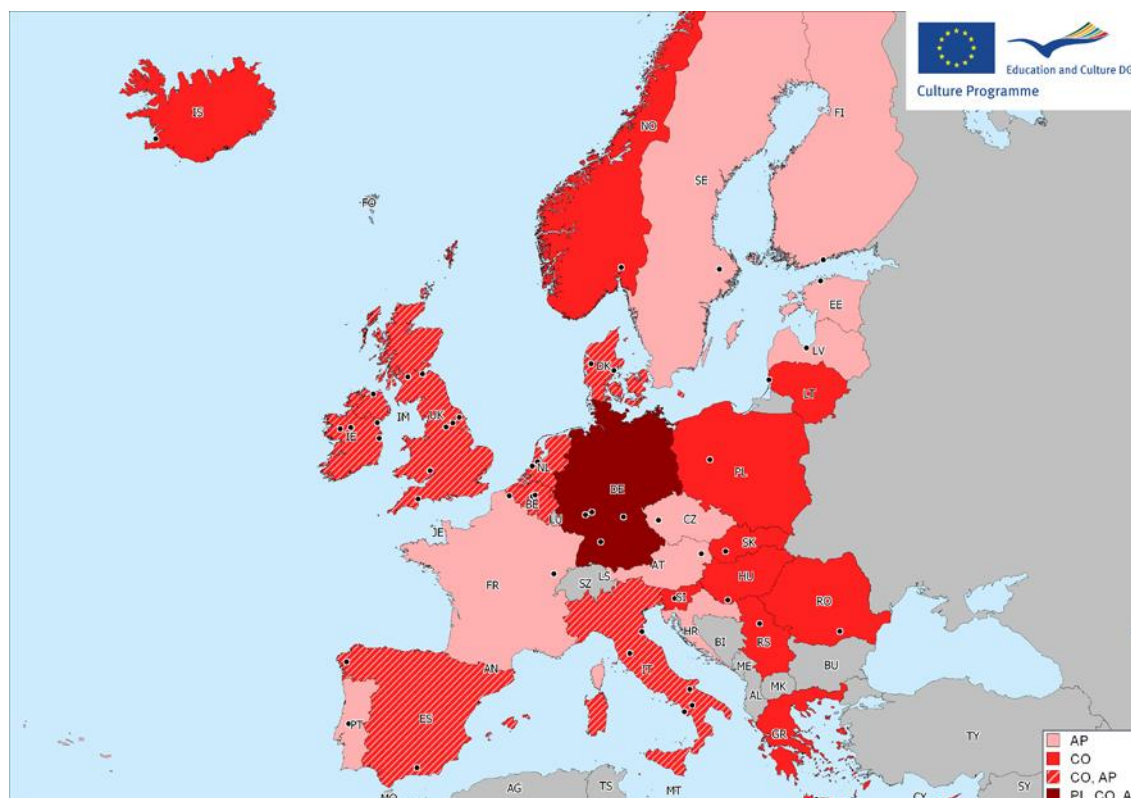 Education and Culture DG
Culture Programme
IS
NO
FI
SE
FO
EE
LV
LT
DK
IM
UK
IE
NL
BE
DE
PL
LU
CZ
JE
SK
AT
LS
SZ
HU
FR
SI
RO
HR
BI
RS
AN
IT
ME
BU
MK
AL
PT
ES
GR
TY
AG
TS
MT
SY
AP
CO
CO, AP